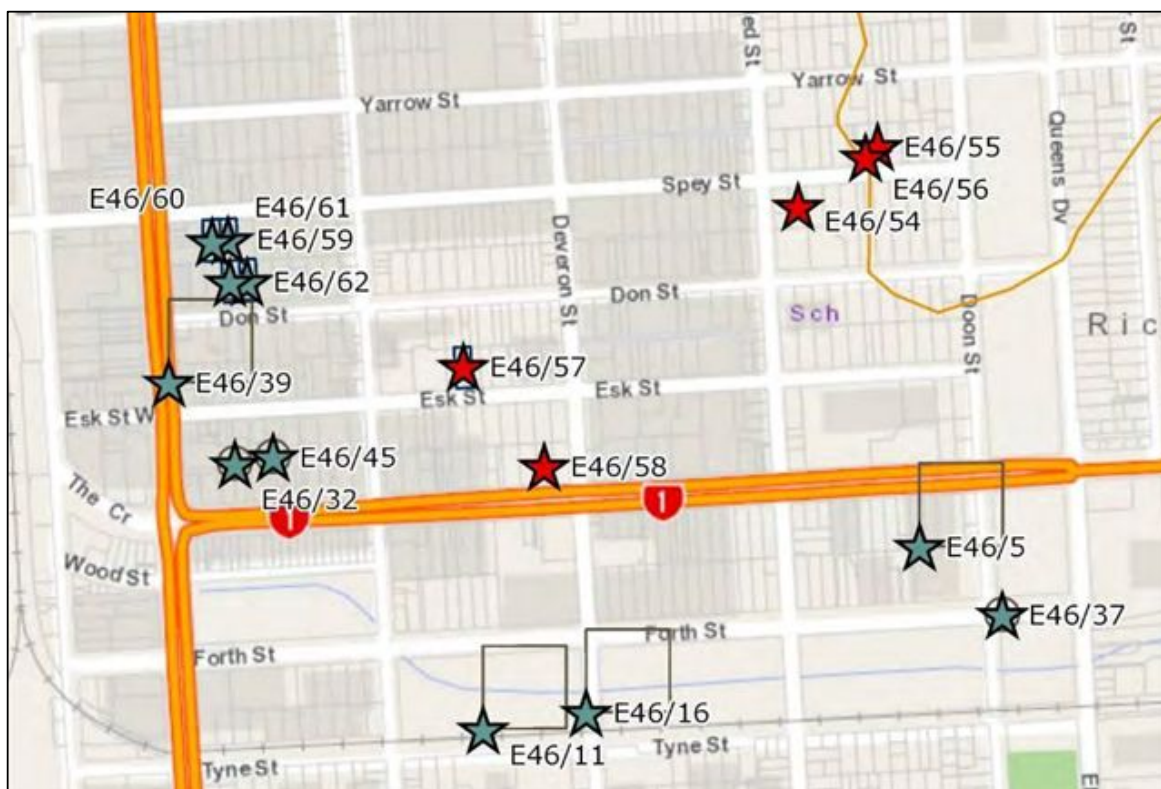 ed St
r St
Yarrow St
Yarrow St
E46/55
E46/56
E46/54
Spey St
Queens Dv
E46/60
E46/61
E46/59
E46/62
Deveron St
Don St
Don St
Sch
Doon St
Ric
E46/57
E46/39
Esk St
Esk St
Esk St W
E46/45
E46/58
E46/32
1
1
The Cr
Wood St
E46/5
E46/37
Forth St
Forth St
E46/16
E46/11
Tyne St
Tyne St
El